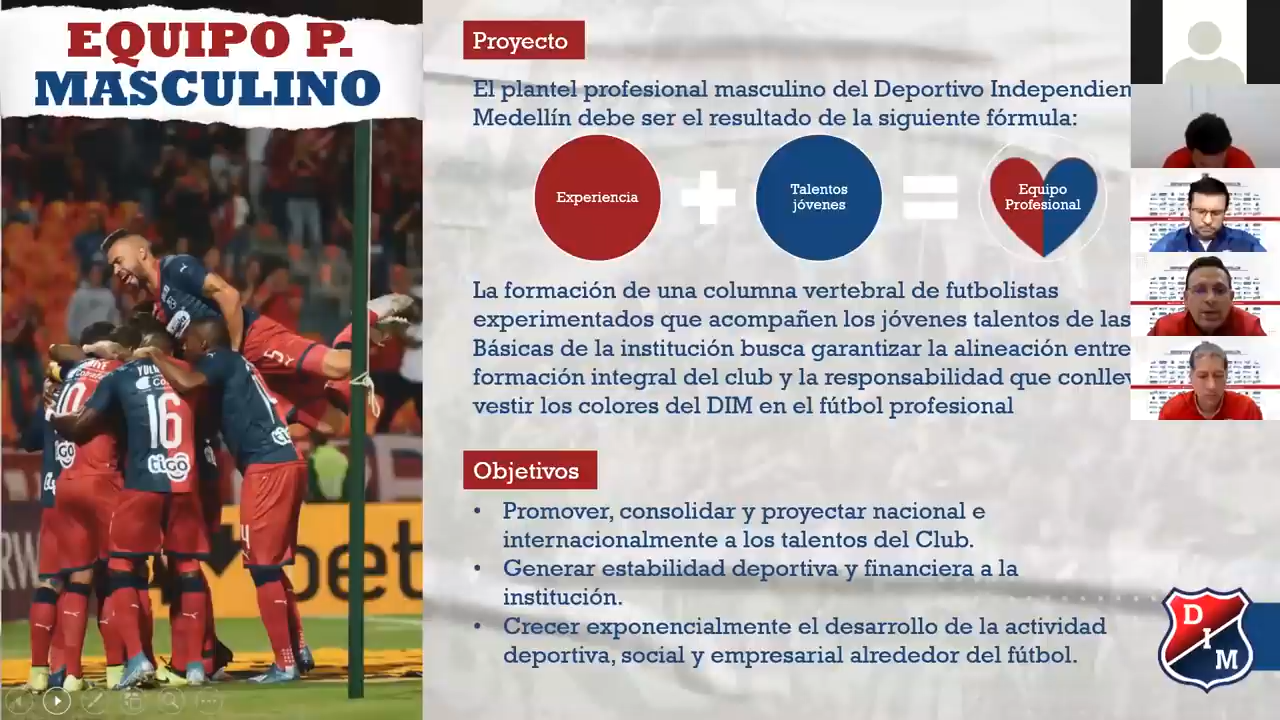 EQUIPO P.
MASCULINO
Proyecto
El plantel profesional masculino del Deportivo Independien
Medellín debe ser el resultado de la siguiente fórmula:
Experiencia
Talentos
jóvenes
Equipo
Profesional
La formación de una columna vertebral de futbolistas
experimentados que acompañen los jóvenes talentos de las
Básicas de la institución busca garantizar la alineación entre
formación integral del club y la responsabilidad que conllev
vestir los colores del DIM en el fútbol profesional
Objetivos
• Promover, consolidar y proyectar nacional e
internacionalmente a los talentos del Club.
• Generar estabilidad deportiva y financiera a la
institución.
• Crecer exponencialmente el desarrollo de la actividad
deportiva, social y empresarial alrededor del fútbol.
16
tigo
tigo
bet
DIM